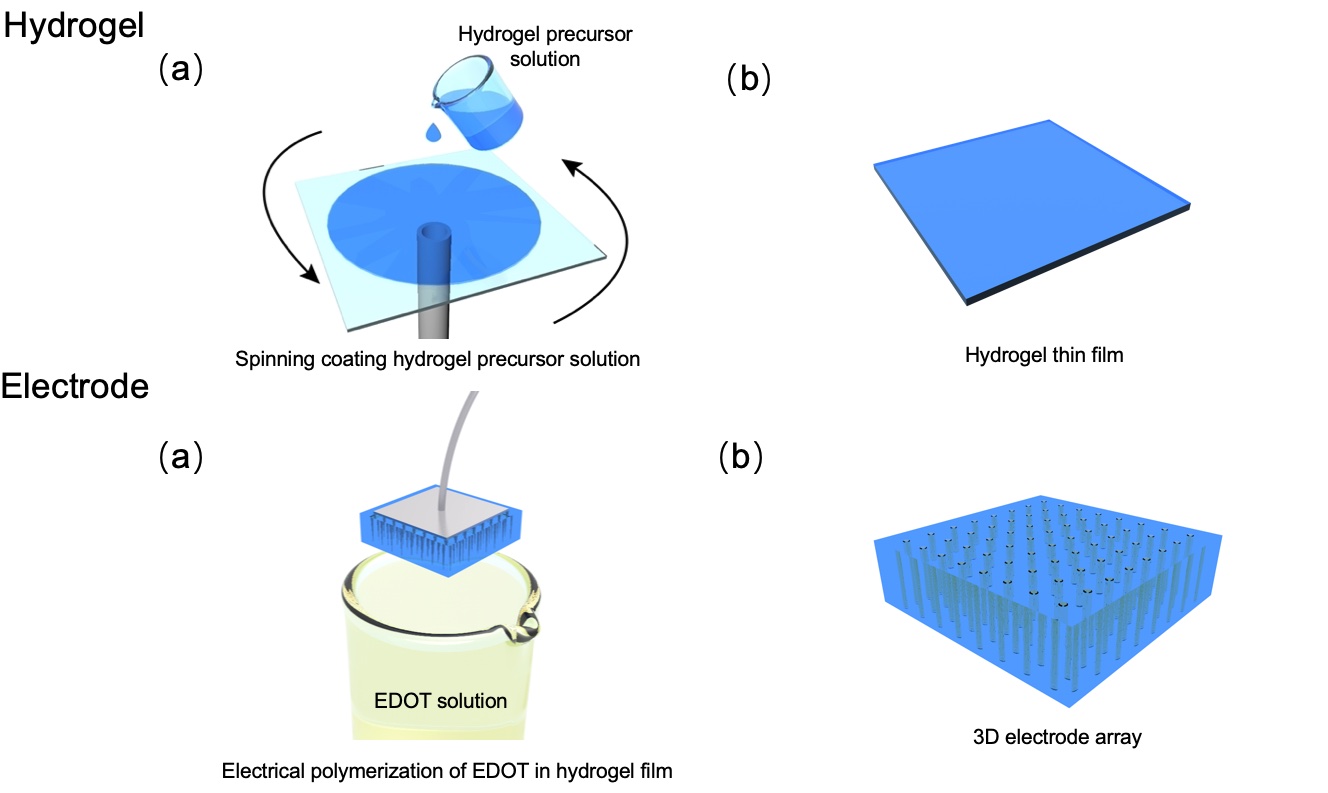 Hydrogel
(a)
Hydrogel precursor
solution
(b)
Spinning coating hydrogel precursor solution
Hydrogel thin film
Electrode
(a)
(b)
EDOT solution
3D electrode array
Electrical polymerization of EDOT in hydrogel film